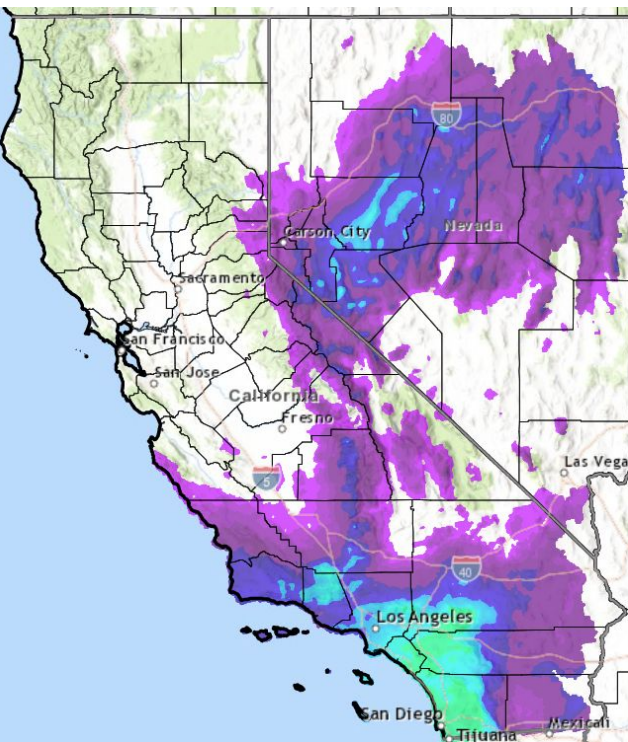 80
Carson City
Nevada
Sacramento
San Francisco
San Jose
California
Fresno
5
Las Vega
40
Los Angeles
San Diego
Tijuana
Mexicali